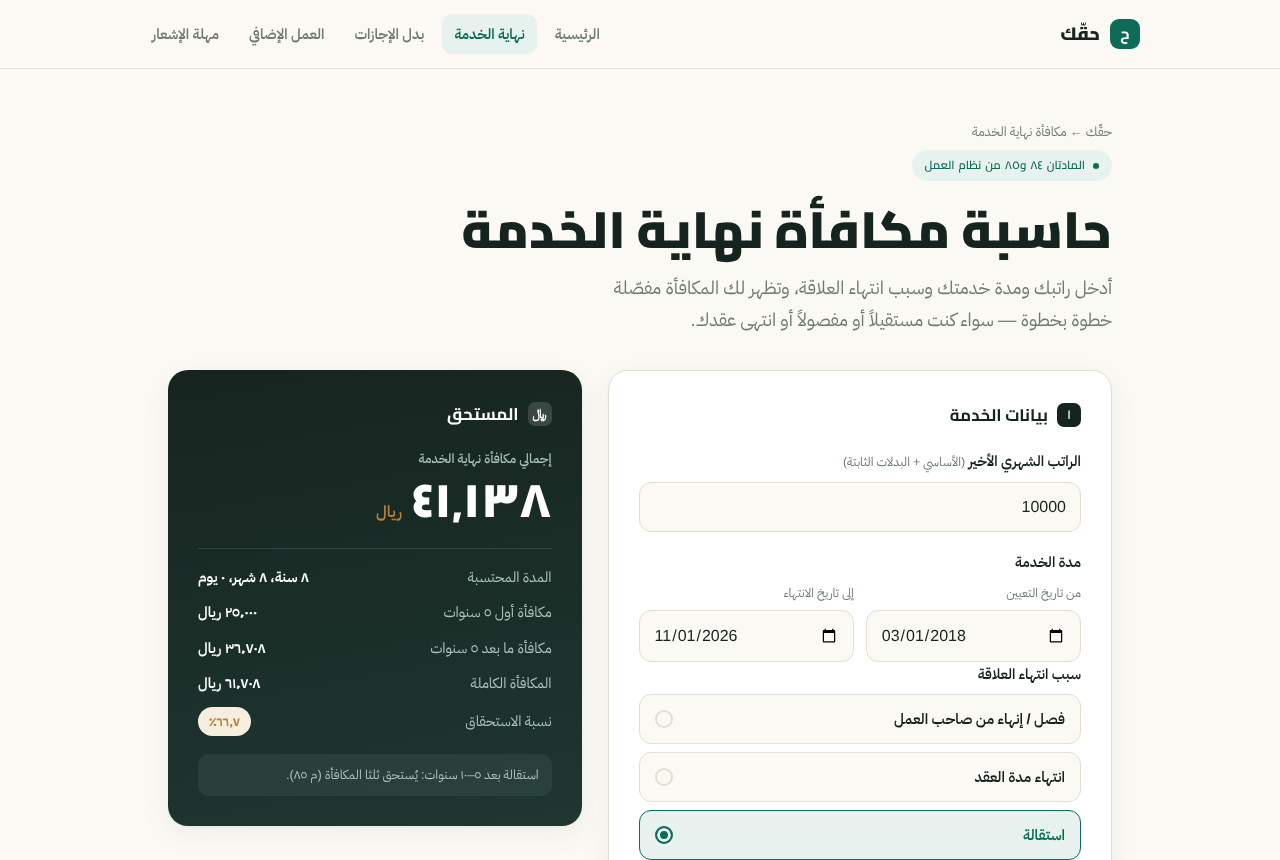 ح حقّك
الرئيسية نهاية الخدمة بدل الإجازات العمل الإضافي مهلة الإشعار
حقّك ← مكافأة نهاية الخدمة
المادتان ٨٤ و٨٥ من نظام العمل
حاسبة مكافأة نهاية الخدمة
أدخل راتبك ومدة خدمتك وسبب انتهاء العلاقة، وتظهر لك المكافأة مفصّلة
خطوة بخطوة — سواء كنت مستقيلاً أو مفصولاً أو انتهى عقدك.
١ بيانات الخدمة
الراتب الشهري الأخير (الأساسي + البدلات الثابتة)
10000
مدة الخدمة
من تاريخ التعيين إلى تاريخ الانتهاء
03/01/2018 11/01/2026
سبب انتهاء العلاقة
فصل / إنهاء من صاحب العمل
انتهاء مدة العقد
استقالة
﷼ المستحق
إجمالي مكافأة نهاية الخدمة
٤١,١٣٨ ريال
المدة المحتسبة ٨ سنة، ٨ شهر، ٠ يوم
مكافأة أول ٥ سنوات ٢٥,٠٠٠ ريال
مكافأة ما بعد ٥ سنوات ٣٦,٧٠٨ ريال
المكافأة الكاملة ٦١,٧٠٨ ريال
نسبة الاستحقاق ٦٦,٧٪
استقالة بعد ٥–١٠ سنوات: يُستحق ثلثا المكافأة (م ٨٥).